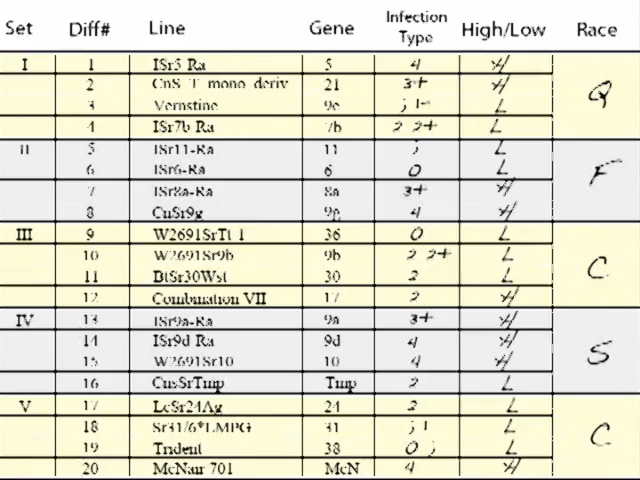 Set Diff# Line Gene Infection Type High/Low Race
I 1 ISr5-Ra 5 4 H Q
2 CnS_T_mono_deriv 21 3+ H
3 Vernstine 9e ; 1- L
4 ISr7b-Ra 7b 2 2+ L
II 5 ISr11-Ra 11 ; L F
6 ISr6-Ra 6 0 L
7 ISr8a-Ra 8a 3+ H
8 CnSr9g 9g 4 H
III 9 W2691SrTt-1 36 0 L C
10 W2691Sr9b 9b 2 2+ L
11 BtSr30Wst 30 2 L
12 Combination VII 17 2 H
IV 13 ISr9a-Ra 9a 3+ H S
14 ISr9d-Ra 9d 4 H
15 W2691Sr10 10 4 H
16 CnsSrTmp Tmp 2 L
V 17 LcSr24Ag 24 2 L C
18 Sr31/6*LMPG 31 ; 1 L
19 Trident 38 0 ; L
20 McNair 701 McN 4 H